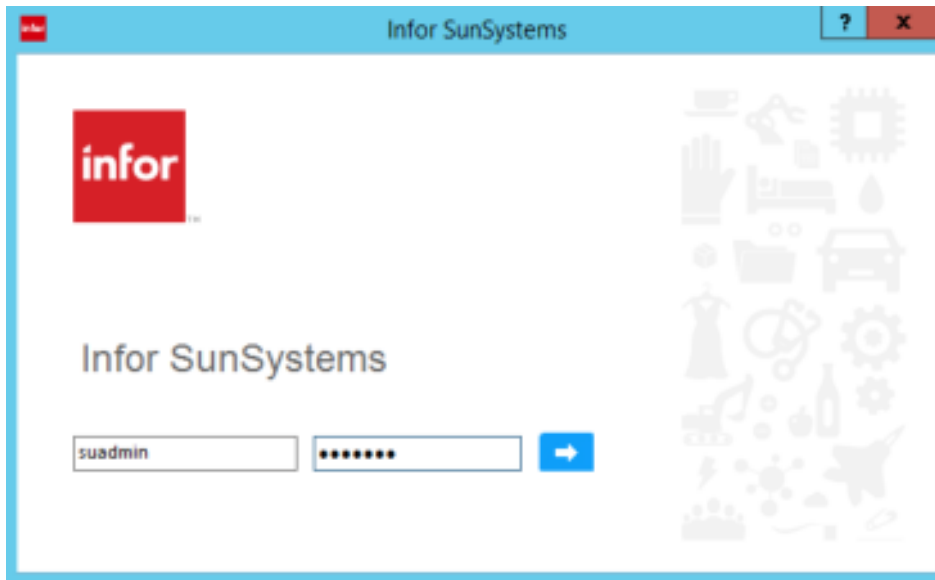 Infor SunSystems
? x
infor
Infor SunSystems
suadmin •••••••